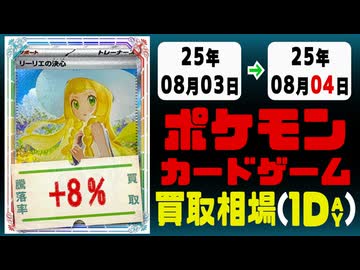 サポート
トレーナー
リーリエの決心
騰落率
+8%
買取
25年
08月03日
25年
08月04日
ポケモン
カードゲーム
買取相場(1D)